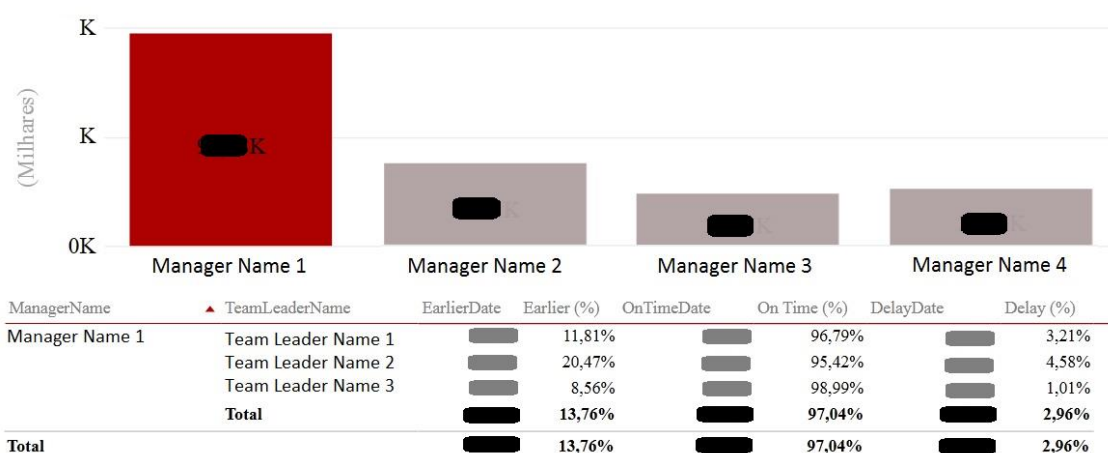 K
(Milhares)
K
K
K
K
K
0K
Manager Name 1 Manager Name 2 Manager Name 3 Manager Name 4
ManagerName TeamLeaderName EarlierDate Earlier (%) OnTimeDate On Time (%) DelayDate Delay (%)
Manager Name 1 Team Leader Name 1 11,81% 96,79% 3,21%
Team Leader Name 2 20,47% 95,42% 4,58%
Team Leader Name 3 8,56% 98,99% 1,01%
Total 13,76% 97,04% 2,96%
Total 13,76% 97,04% 2,96%